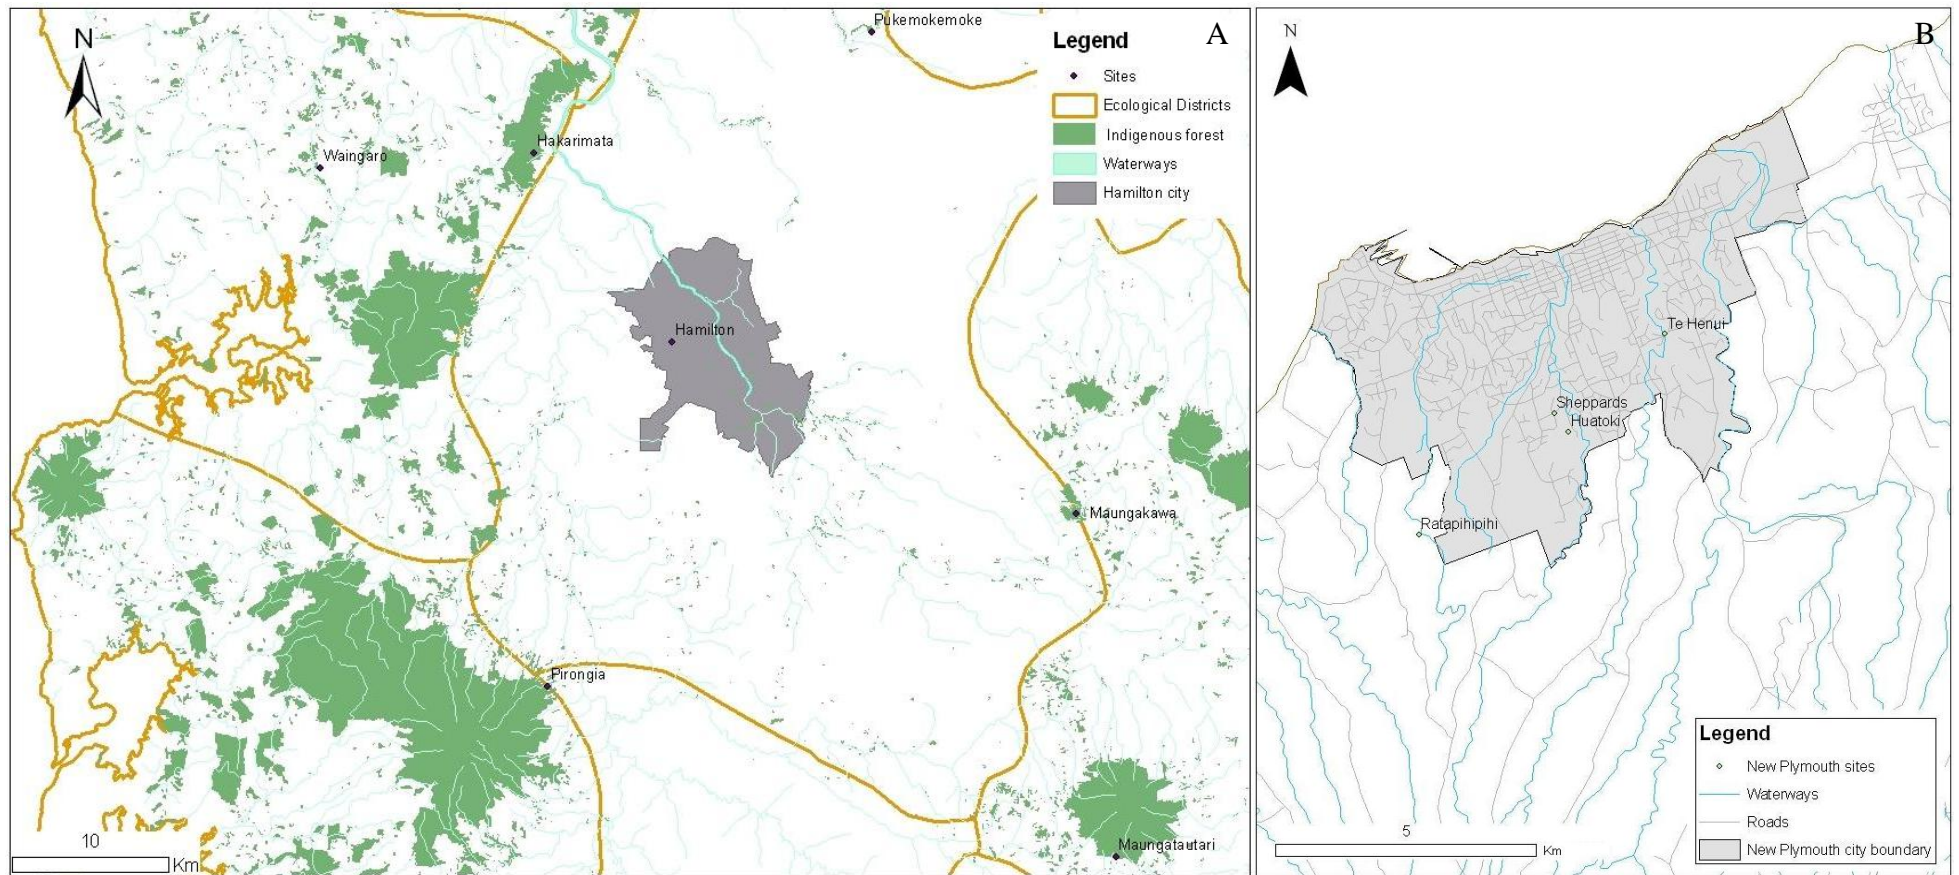 A
N
Pukemokemoke
Legend
Sites
Ecological Districts
Indigenous forest
Waterways
Hamilton city
Hakarimata
Waingaro
Hamilton
Maungakawa
Pirongia
Maungatautari
10
Km
B
N
Te Henui
Sheppards
Huatoki
Ratapihipihi
Legend
New Plymouth sites
Waterways
Roads
New Plymouth city boundary
5
Km